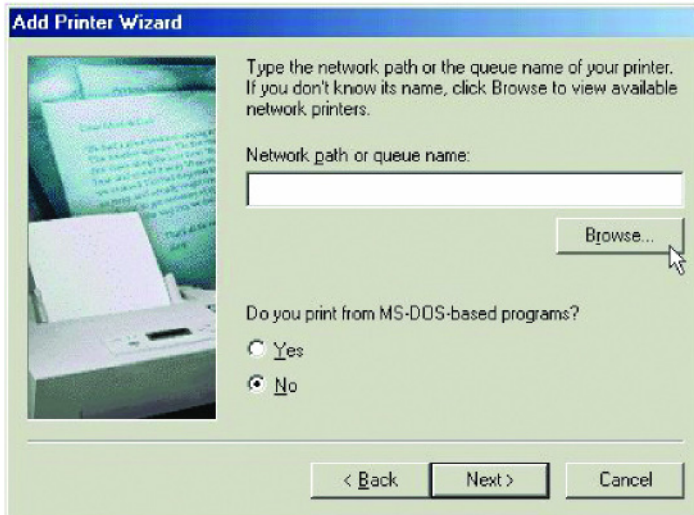 Add Printer Wizard
Type the network path or the queue name of your printer.
If you don't know its name, click Browse to view available
network printers.
Network path or queue name:
Browse...
Do you print from MS-DOS-based programs?
Yes
No
< Back
Next >
Cancel